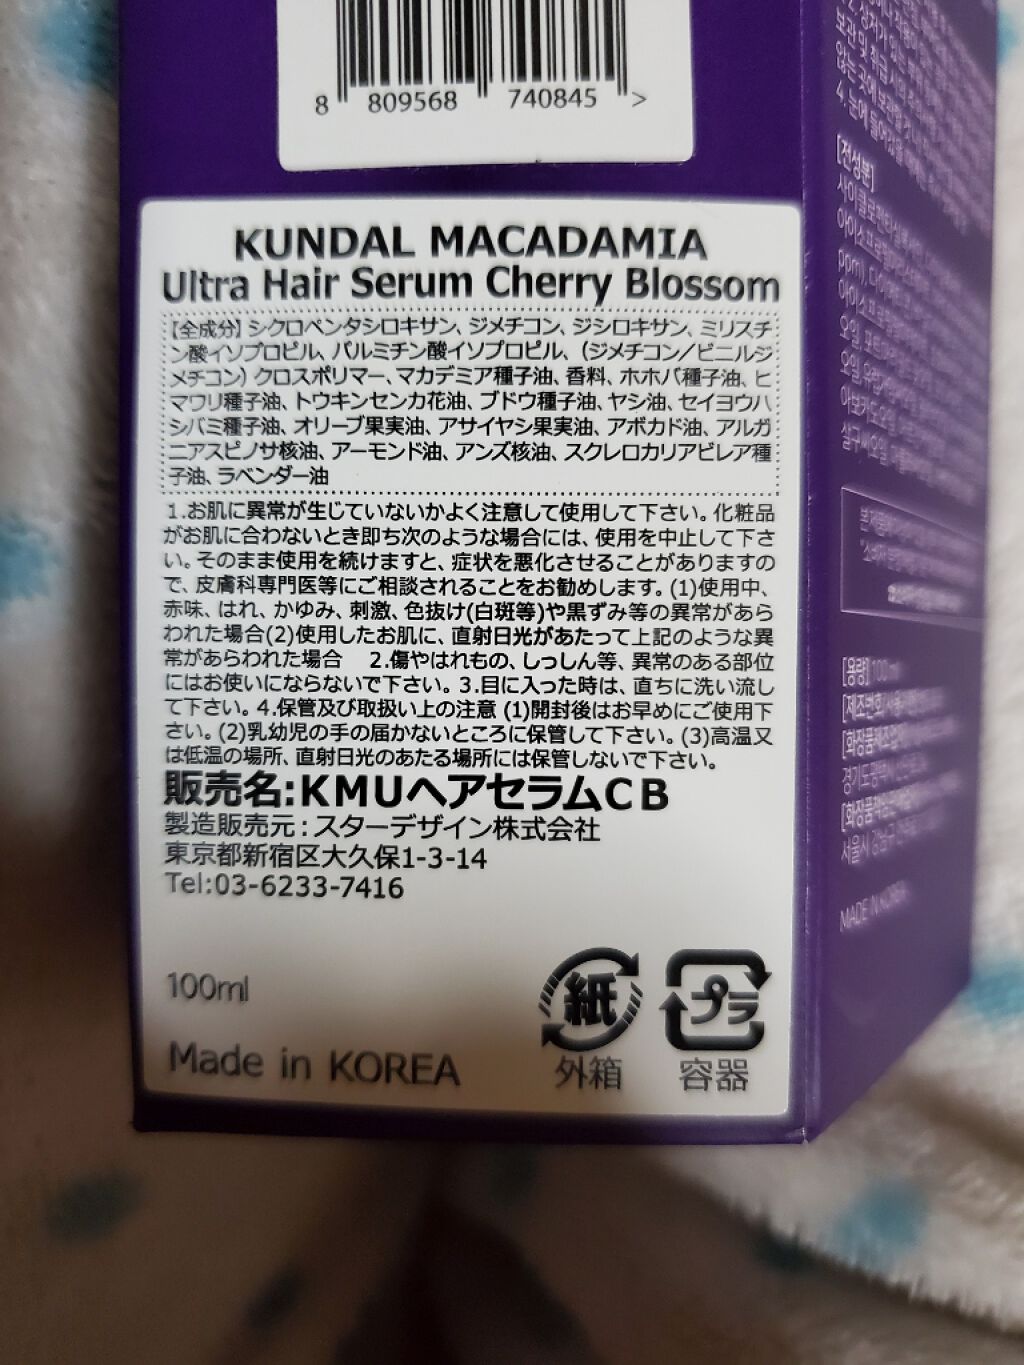 8 809568 740845 >
KUNDAL MACADAMIA
Ultra Hair Serum Cherry Blossom
【全成分】シクロペンタシロキサン、ジメチコン、ジシロキサン、ミリスチ
ン酸イソプロピル、パルミチン酸イソプロピル、（ジメチコン/ビニルジ
メチコン）クロスポリマー、マカデミア種子油、香料、ホホバ種子油、ヒ
マワリ種子油、トウキンセンカ花油、ブドウ種子油、ヤシ油、セイヨウハ
シバミ種子油、オリーブ果実油、アサイヤシ果実油、アボカド油、アルガ
ニアスピノサ核油、アーモンド油、アンズ核油、スクレロカリアビレア種
子油、ラベンダー油
1.お肌に異常が生じていないかよく注意して使用して下さい。化粧品
がお肌に合わないとき即ち次のような場合には、使用を中止して下さ
い。そのまま使用を続けますと、症状を悪化させることがありますの
で、皮膚科専門医等にご相談されることをお勧めします。(1)使用中、
赤味、はれ、かゆみ、刺激、色抜け(白斑等)や黒ずみ等の異常があら
われた場合(2)使用したお肌に、直射日光があたって上記のような異
常があらわれた場合　2.傷やはれもの、しっしん等、異常のある部位
にはお使いにならないで下さい。3.目に入った時は、直ちに洗い流し
て下さい。4.保管及び取扱い上の注意 (1)開封後はお早めにご使用下
さい。(2)乳幼児の手の届かないところに保管して下さい。(3)高温又
は低温の場所、直射日光のあたる場所には保管しないで下さい。
販売名:KMUヘアセラムCB
製造販売元:スターデザイン株式会社
東京都新宿区大久保1-3-14
Tel:03-6233-7416
100ml
Made in KOREA
紙
外箱
プラ
容器
[전성분]
[용량] 100 ml
[제조번호]
서울시 강남구
MADE IN KOREA